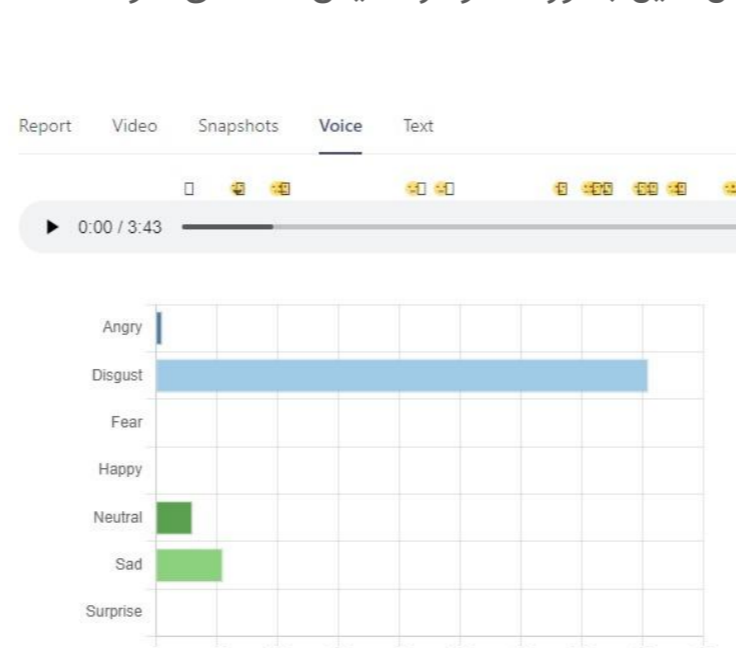 Report Video Snapshots Voice Text
0:00 / 3:43
Angry
Disgust
Fear
Happy
Neutral
Sad
Surprise